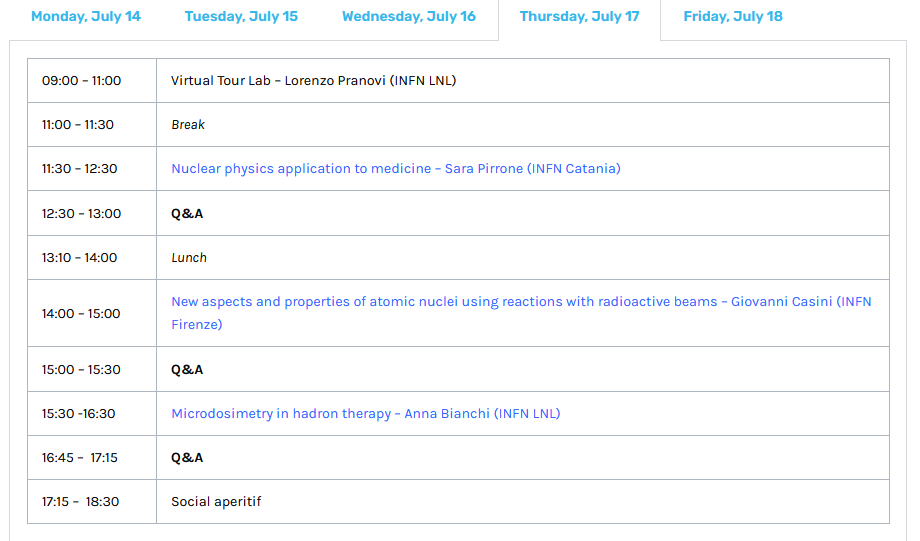 Monday, July 14 Tuesday, July 15 Wednesday, July 16 Thursday, July 17 Friday, July 18
09:00 – 11:00 Virtual Tour Lab – Lorenzo Pranovi (INFN LNL)
11:00 – 11:30 Break
11:30 – 12:30 Nuclear physics application to medicine – Sara Pirrone (INFN Catania)
12:30 – 13:00 Q&A
13:10 – 14:00 Lunch
14:00 – 15:00 New aspects and properties of atomic nuclei using reactions with radioactive beams – Giovanni Casini (INFN
Firenze)
15:00 – 15:30 Q&A
15:30 -16:30 Microdosimetry in hadron therapy – Anna Bianchi (INFN LNL)
16:45 –  17:15 Q&A
17:15 –  18:30 Social aperitif